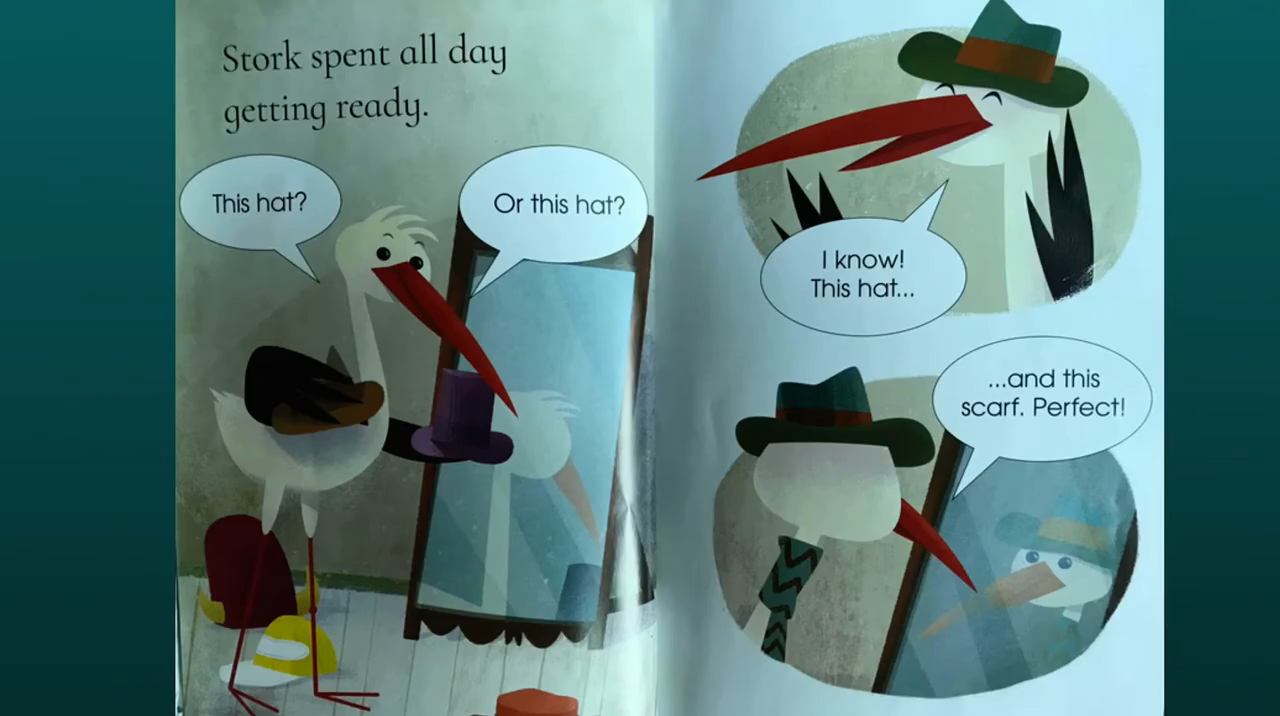 Stork spent all day
getting ready.
This hat?
Or this hat?
I know!
This hat...
...and this
scarf. Perfect!